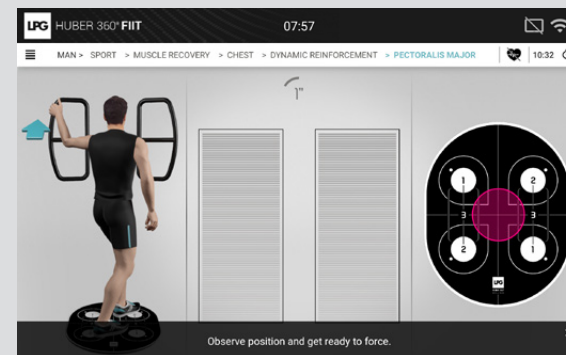 LPG HUBER 360° FIIT 07:57
MAN > SPORT > MUSCLE RECOVERY > CHEST > DYNAMIC REINFORCEMENT > PECTORALIS MAJOR 10:32
1"
1 2
3 3
2 1
LPG
Observe position and get ready to force.